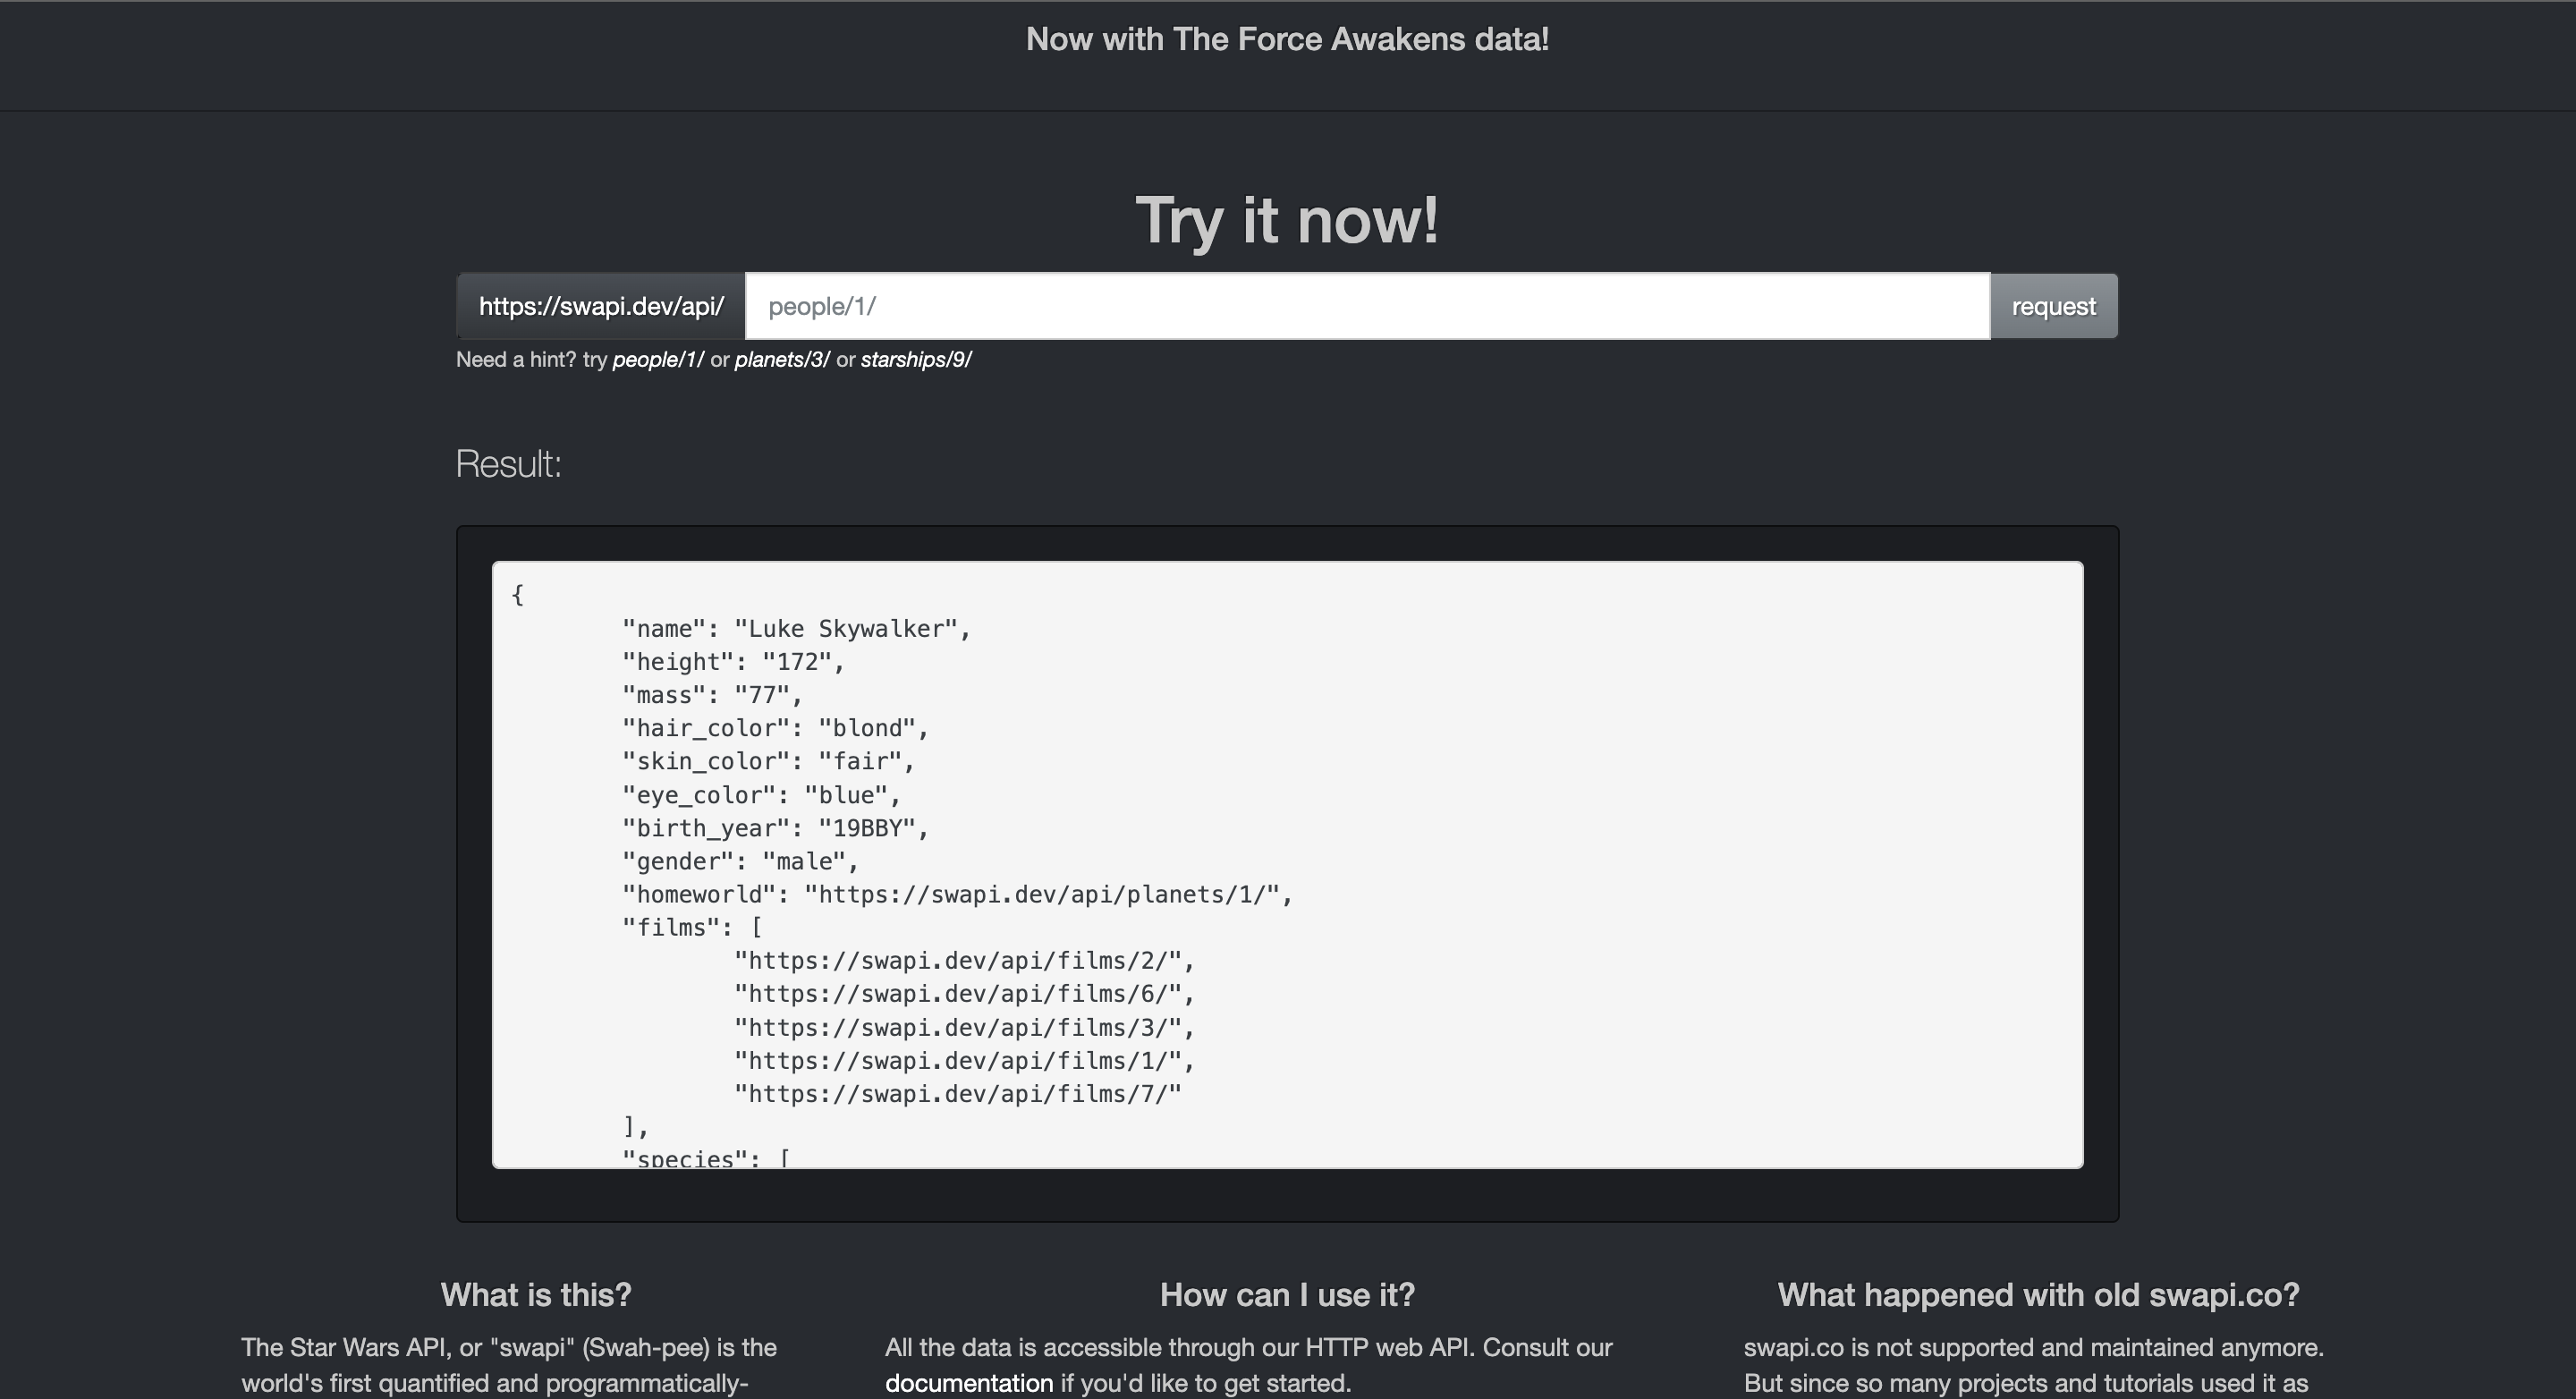 Now with The Force Awakens data!
Try it now!
https://swapi.dev/api/ people/1/ request
Need a hint? try people/1/ or planets/3/ or starships/9/
Result:
{
"name": "Luke Skywalker",
"height": "172",
"mass": "77",
"hair_color": "blond",
"skin_color": "fair",
"eye_color": "blue",
"birth_year": "19BBY",
"gender": "male",
"homeworld": "https://swapi.dev/api/planets/1/",
"films": [
"https://swapi.dev/api/films/2/",
"https://swapi.dev/api/films/6/",
"https://swapi.dev/api/films/3/",
"https://swapi.dev/api/films/1/",
"https://swapi.dev/api/films/7/"
],
"species": [
What is this?
The Star Wars API, or "swapi" (Swah-pee) is the
world's first quantified and programmatically-
How can I use it?
All the data is accessible through our HTTP web API. Consult our
documentation if you'd like to get started.
What happened with old swapi.co?
swapi.co is not supported and maintained anymore.
But since so many projects and tutorials used it as